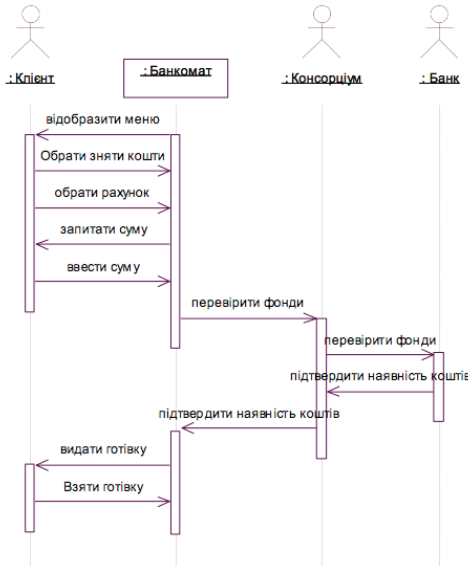 : Клієнт
: Банкомат
: Консорціум
: Банк
відобразити меню
Обрати зняти кошти
обрати рахунок
запитати суму
ввести суму
перевірити фонди
перевірити фонди
підтвердити наявність коштів
підтвердити наявність коштів
видати готівку
Взяти готівку